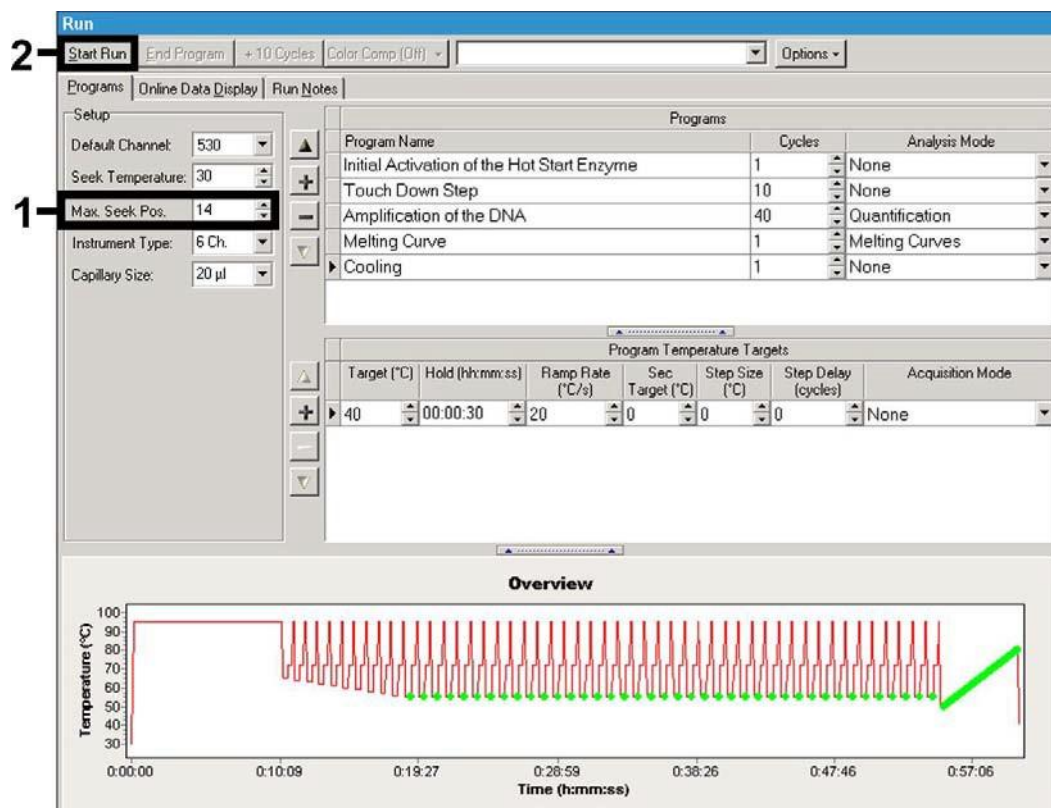 Run
2 Start Run End Program + 10 Cycles Color Comp (Off) Options
Programs Online Data Display Run Notes
Setup
Default Channel: 530
Seek Temperature: 30
1 Max. Seek Pos. 14
Instrument Type: 6 Ch.
Capillary Size: 20 µl
Programs
Program Name Cycles Analysis Mode
Initial Activation of the Hot Start Enzyme 1 None
Touch Down Step 10 None
Amplification of the DNA 40 Quantification
Melting Curve 1 Melting Curves
Cooling 1 None
Program Temperature Targets
Target (°C) Hold (hh:mm:ss) Ramp Rate (°C/s) Sec Target (°C) Step Size (°C) Step Delay (cycles) Acquisition Mode
40 00:00:30 20 0 0 0 None
Overview
Temperature (°C)
100
90
80
70
60
50
40
30
0:00:00 0:10:09 0:19:27 0:28:59 0:38:26 0:47:46 0:57:06
Time (h:mm:ss)